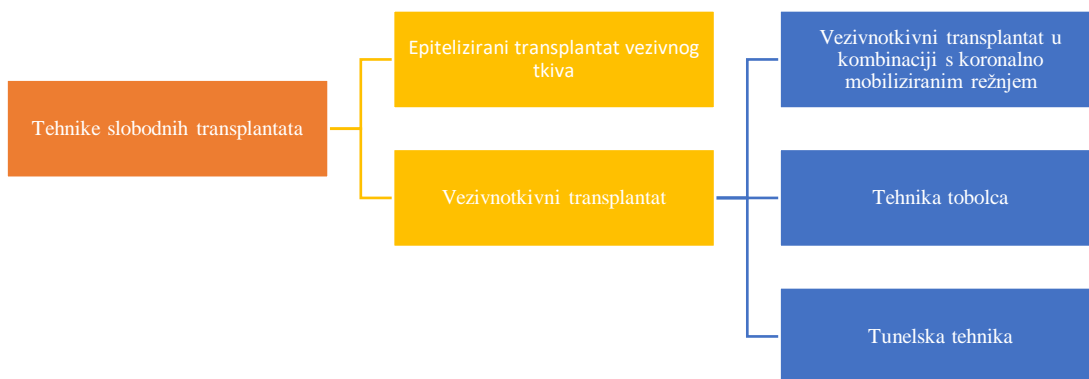 Tehnike slobodnih transplantata
Epitelizirani transplantat vezivnog
tkiva
Vezivnotkivni transplantat
Vezivnotkivni transplantat u
kombinaciji s koronalno
mobiliziranim režnjem
Tehnika tobolca
Tunelska tehnika